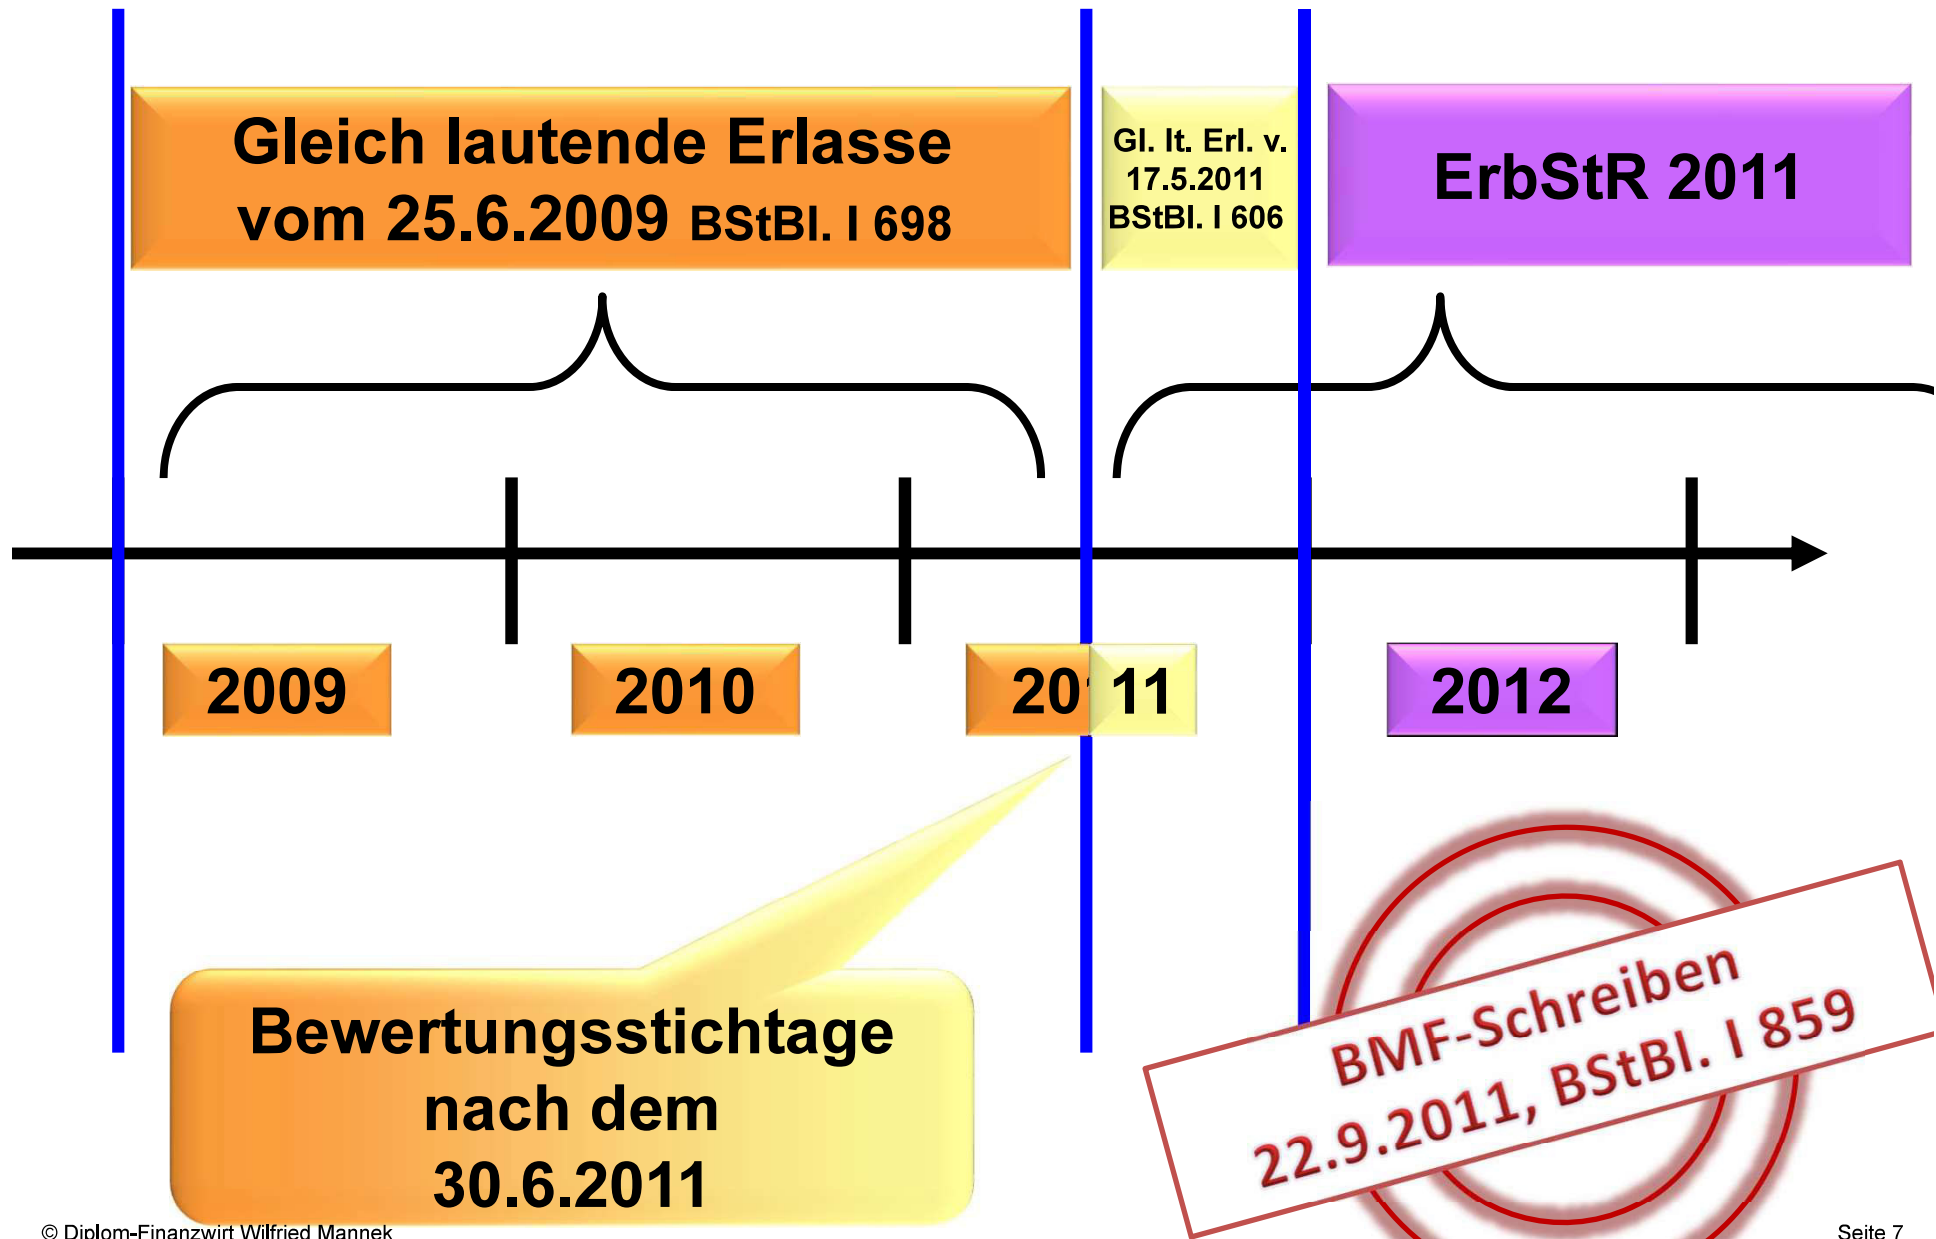 Gleich lautende Erlasse
vom 25.6.2009 BStBl. I 698
Gl. lt. Erl. v.
17.5.2011
BStBl. I 606
ErbStR 2011
2009
2010
2011
2012
Bewertungsstichtage
nach dem
30.6.2011
BMF-Schreiben
22.9.2011, BStBl. I 859
© Diplom-Finanzwirt Wilfried Mannek
Seite 7